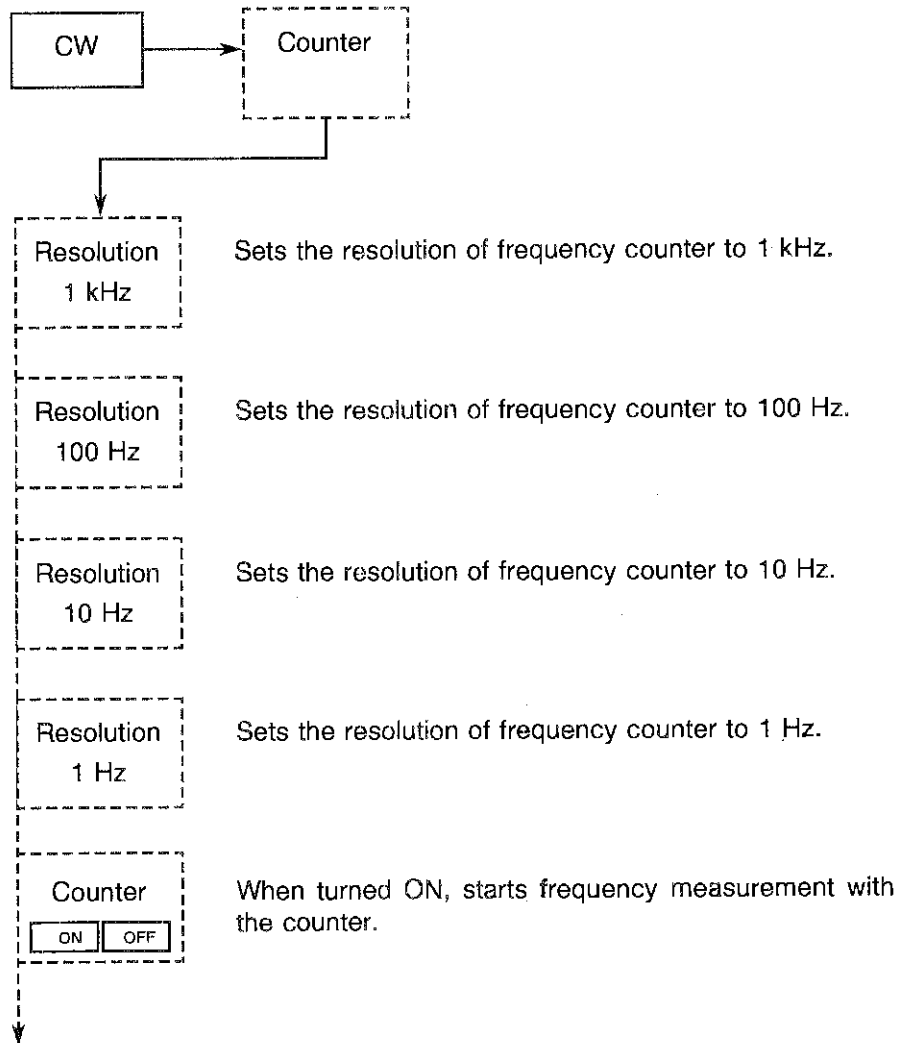 CW
Counter
Resolution
1 kHz
Sets the resolution of frequency counter to 1 kHz.
Resolution
100 Hz
Sets the resolution of frequency counter to 100 Hz.
Resolution
10 Hz
Sets the resolution of frequency counter to 10 Hz.
Resolution
1 Hz
Sets the resolution of frequency counter to 1 Hz.
Counter
ON OFF
When turned ON, starts frequency measurement with
the counter.